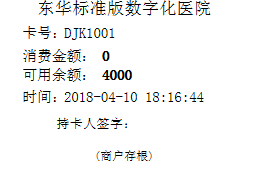 东华标准版数字化医院
卡号：DJK1001
消费金额： 0
可用余额： 4000
时间：2018-04-10 18:16:44
持卡人签字：
（商户存根）